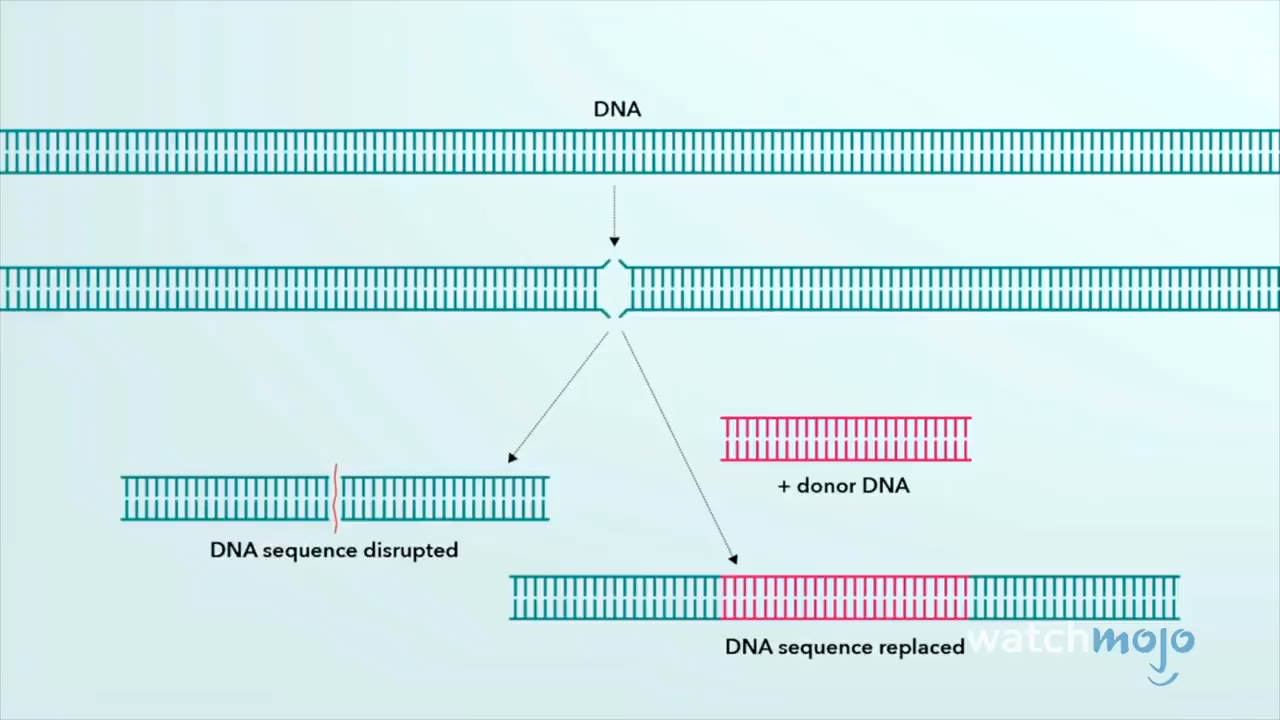 DNA
+ donor DNA
DNA sequence disrupted
DNA sequence replaced
watchmojo